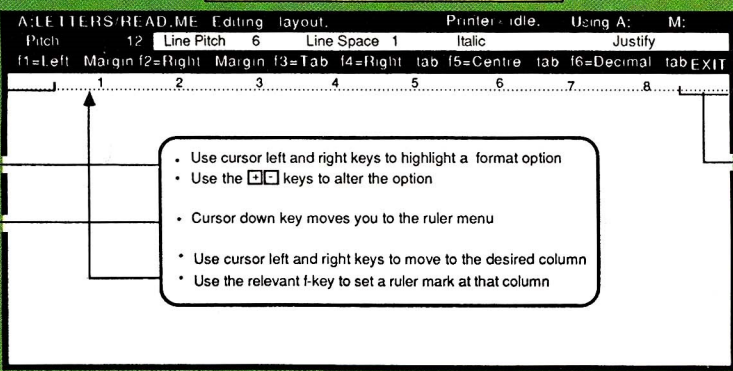 A:LETTERS/READ.ME Editing layout. Printer idle. Using A: M:
Pitch 12 Line Pitch 6 Line Space 1 Italic Justify
f1=Left Margin f2=Right Margin f3=Tab f4=Right tab f5=Centre tab f6=Decimal tab EXIT
1 2 3 4 5 6 7 8
• Use cursor left and right keys to highlight a format option
• Use the + - keys to alter the option
• Cursor down key moves you to the ruler menu
• Use cursor left and right keys to move to the desired column
• Use the relevant f-key to set a ruler mark at that column